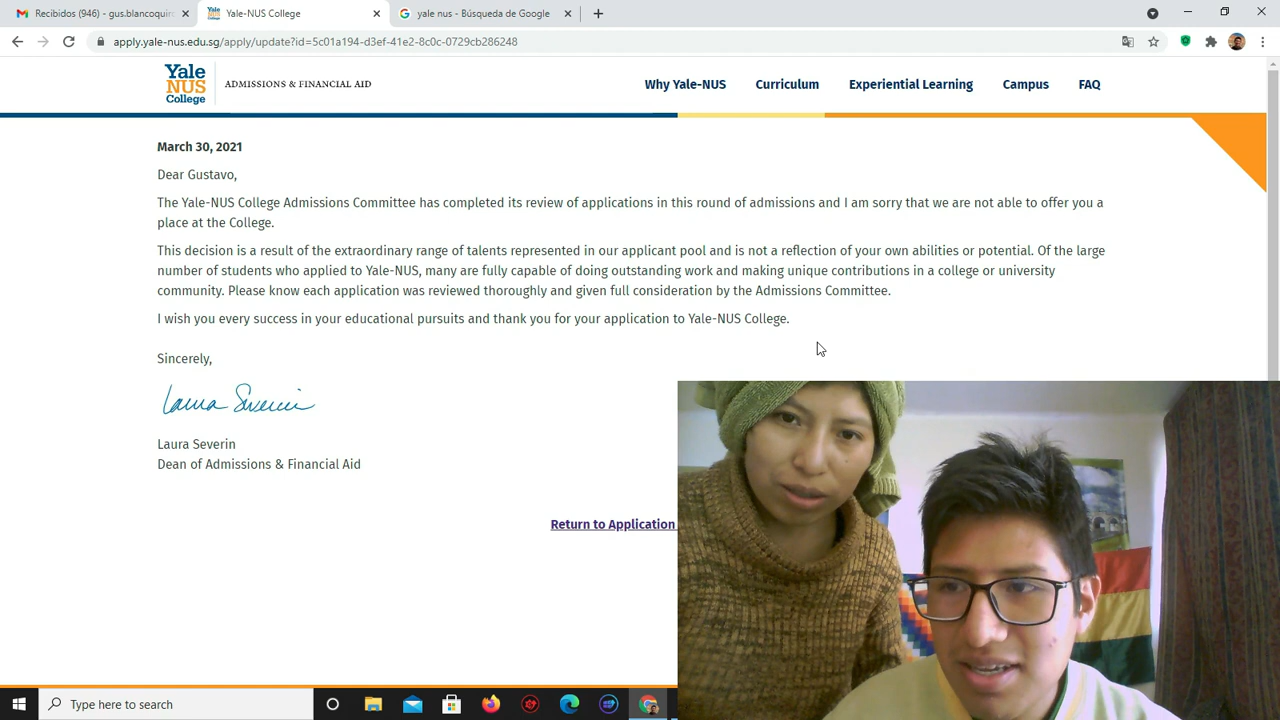 Recibidos (946) - gus.blancoquiro
Yale-NUS College
yale nus - Búsqueda de Google
apply.yale-nus.edu.sg/apply/update?id=5c01a194-d3ef-41e2-8c0c-0729cb286248
Yale
NUS
College
ADMISSIONS & FINANCIAL AID
Why Yale-NUS
Curriculum
Experiential Learning
Campus
FAQ
March 30, 2021
Dear Gustavo,
The Yale-NUS College Admissions Committee has completed its review of applications in this round of admissions and I am sorry that we are not able to offer you a
place at the College.
This decision is a result of the extraordinary range of talents represented in our applicant pool and is not a reflection of your own abilities or potential. Of the large
number of students who applied to Yale-NUS, many are fully capable of doing outstanding work and making unique contributions in a college or university
community. Please know each application was reviewed thoroughly and given full consideration by the Admissions Committee.
I wish you every success in your educational pursuits and thank you for your application to Yale-NUS College.
Sincerely,
Laura Severin
Laura Severin
Dean of Admissions & Financial Aid
Return to Application
Type here to search